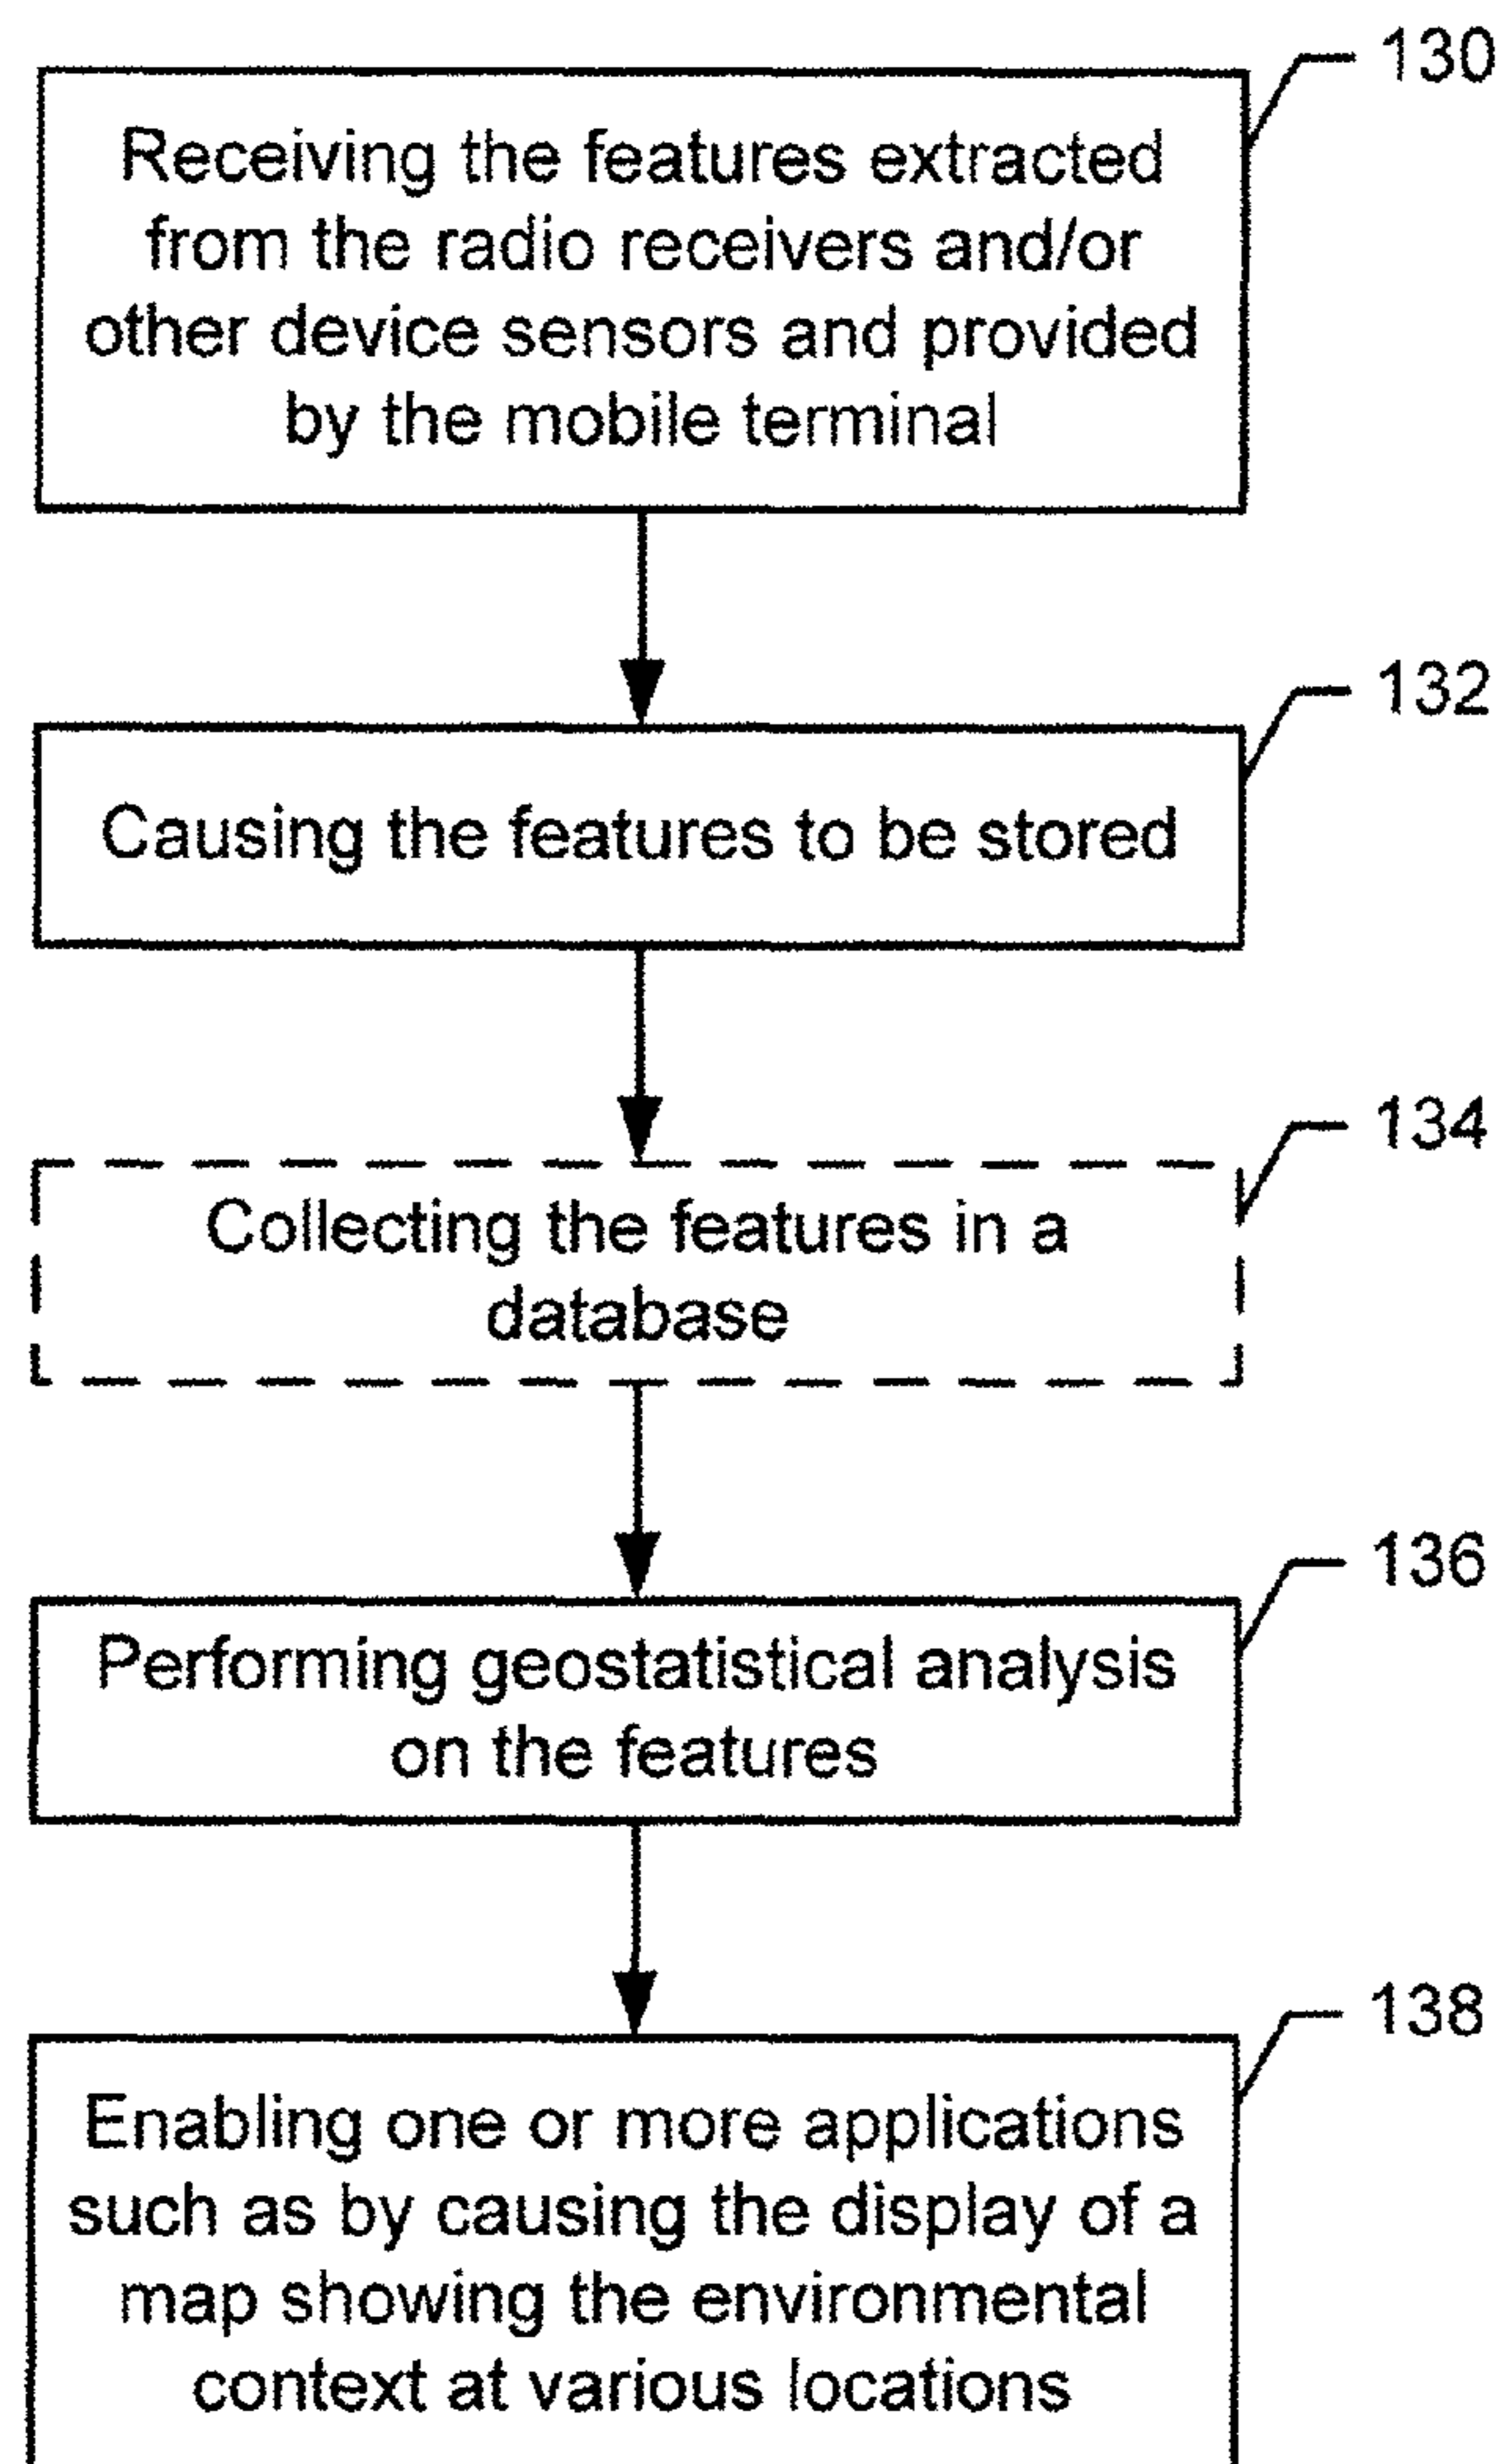 130
Receiving the features extracted
from the radio receivers and/or
other device sensors and provided
by the mobile terminal
132
Causing the features to be stored
134
Collecting the features in a
database
136
Performing geostatistical analysis
on the features
138
Enabling one or more applications
such as by causing the display of a
map showing the environmental
context at various locations